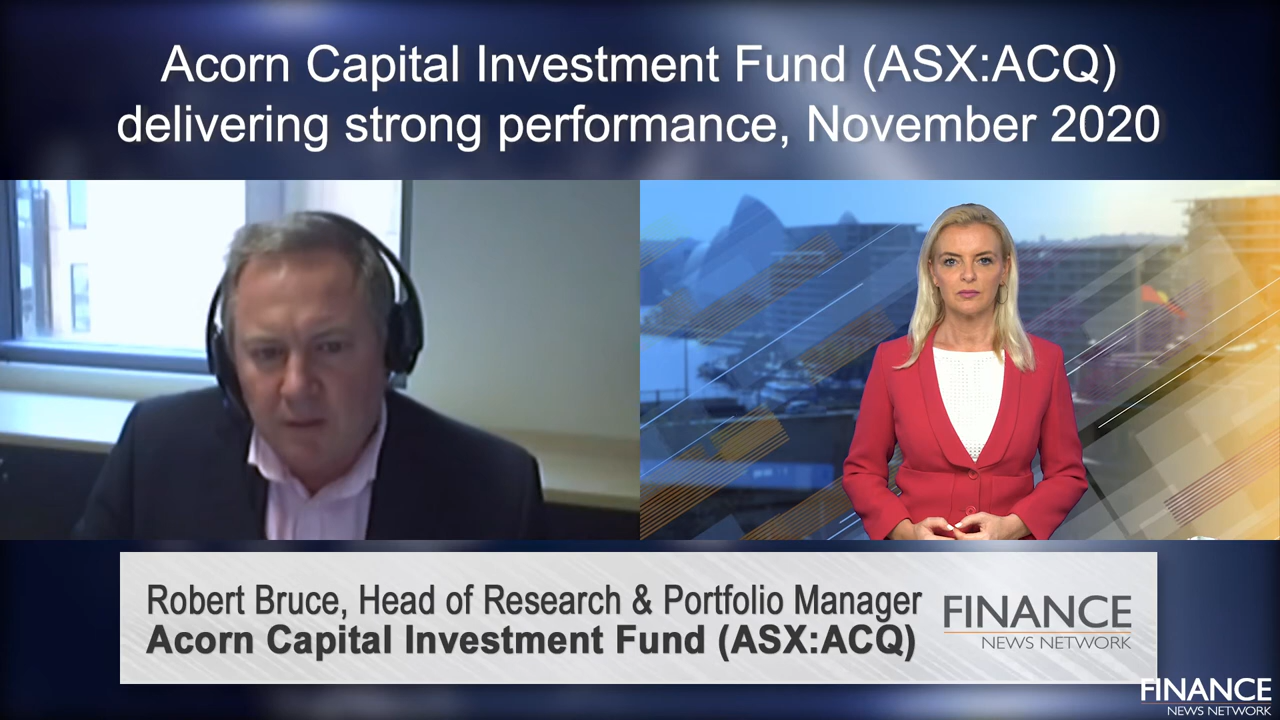 Acorn Capital Investment Fund (ASX:ACQ)
delivering strong performance, November 2020
Robert Bruce, Head of Research & Portfolio Manager
Acorn Capital Investment Fund (ASX:ACQ)
FINANCE
NEWS NETWORK
FINANCE
NEWS NETWORK